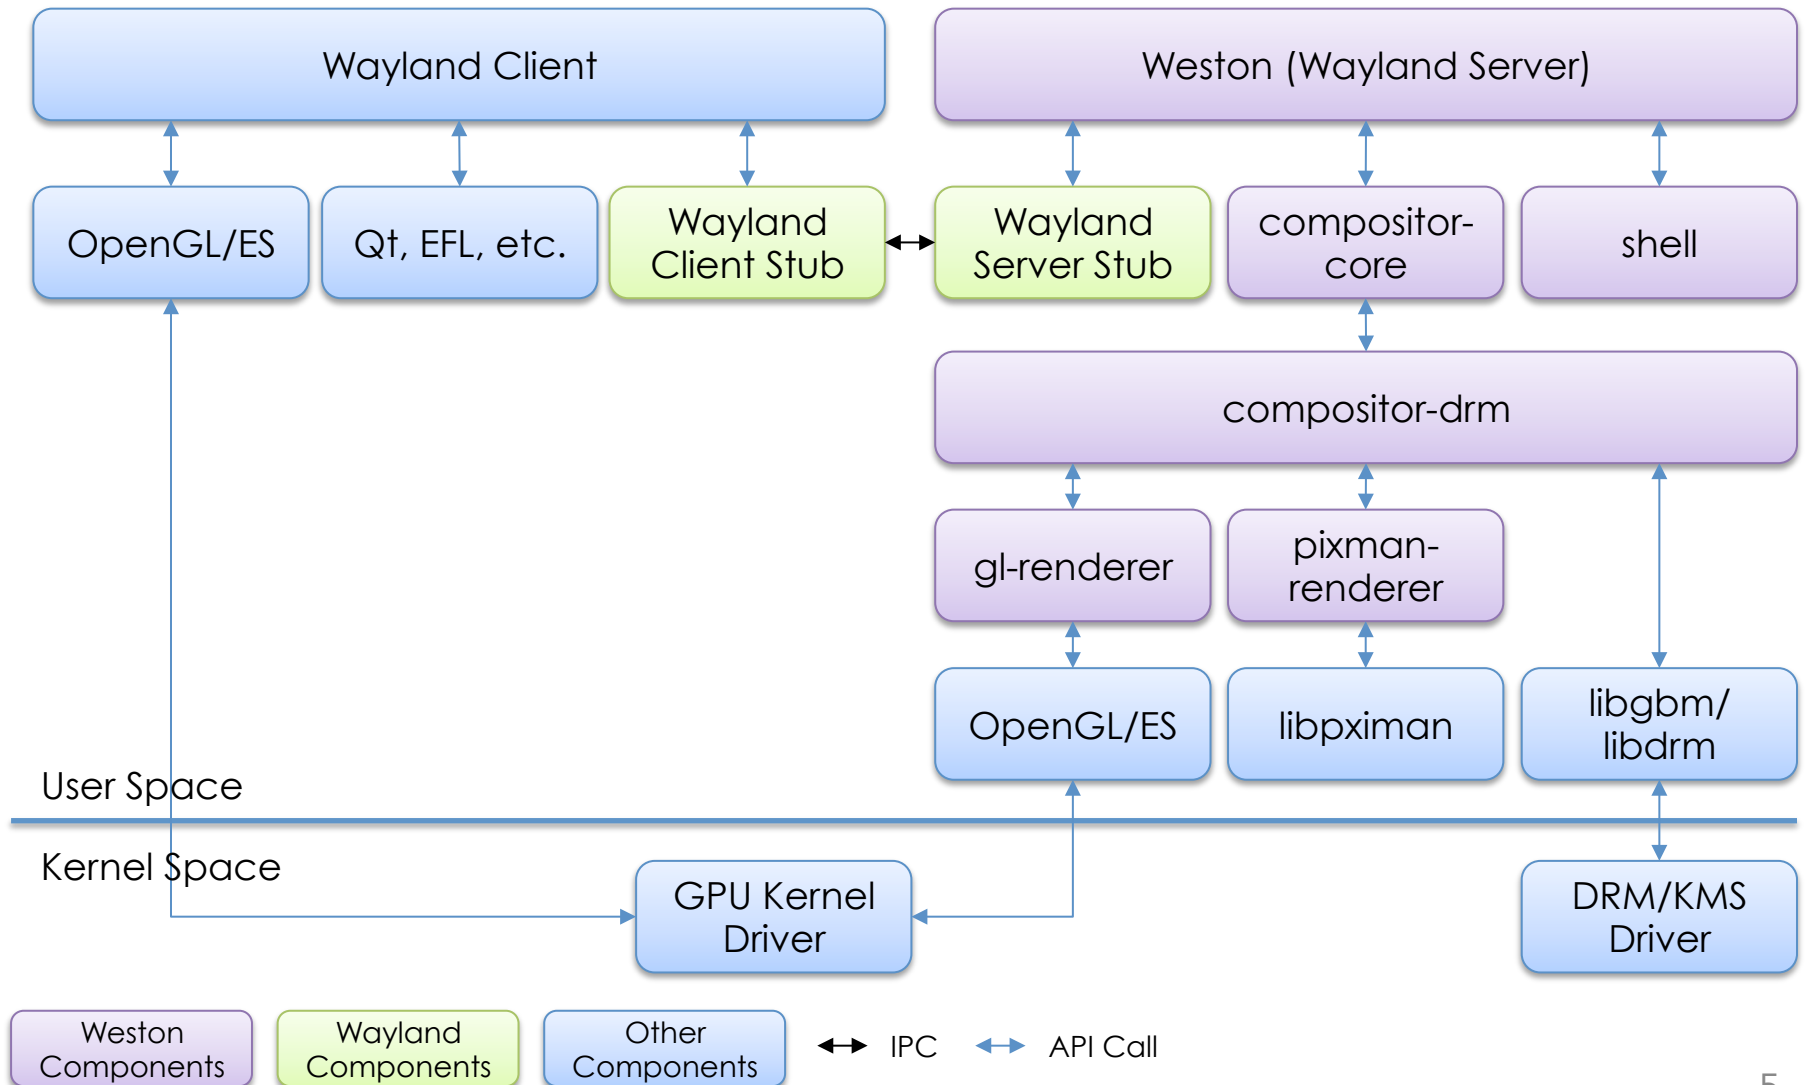 Wayland Client
Weston (Wayland Server)
OpenGL/ES
Qt, EFL, etc.
Wayland
Client Stub
Wayland
Server Stub
compositor-
core
shell
compositor-drm
gl-renderer
pixman-
renderer
OpenGL/ES
libpximan
libgbm/
libdrm
User Space
Kernel Space
GPU Kernel
Driver
DRM/KMS
Driver
Weston
Components
Wayland
Components
Other
Components
IPC
API Call
5